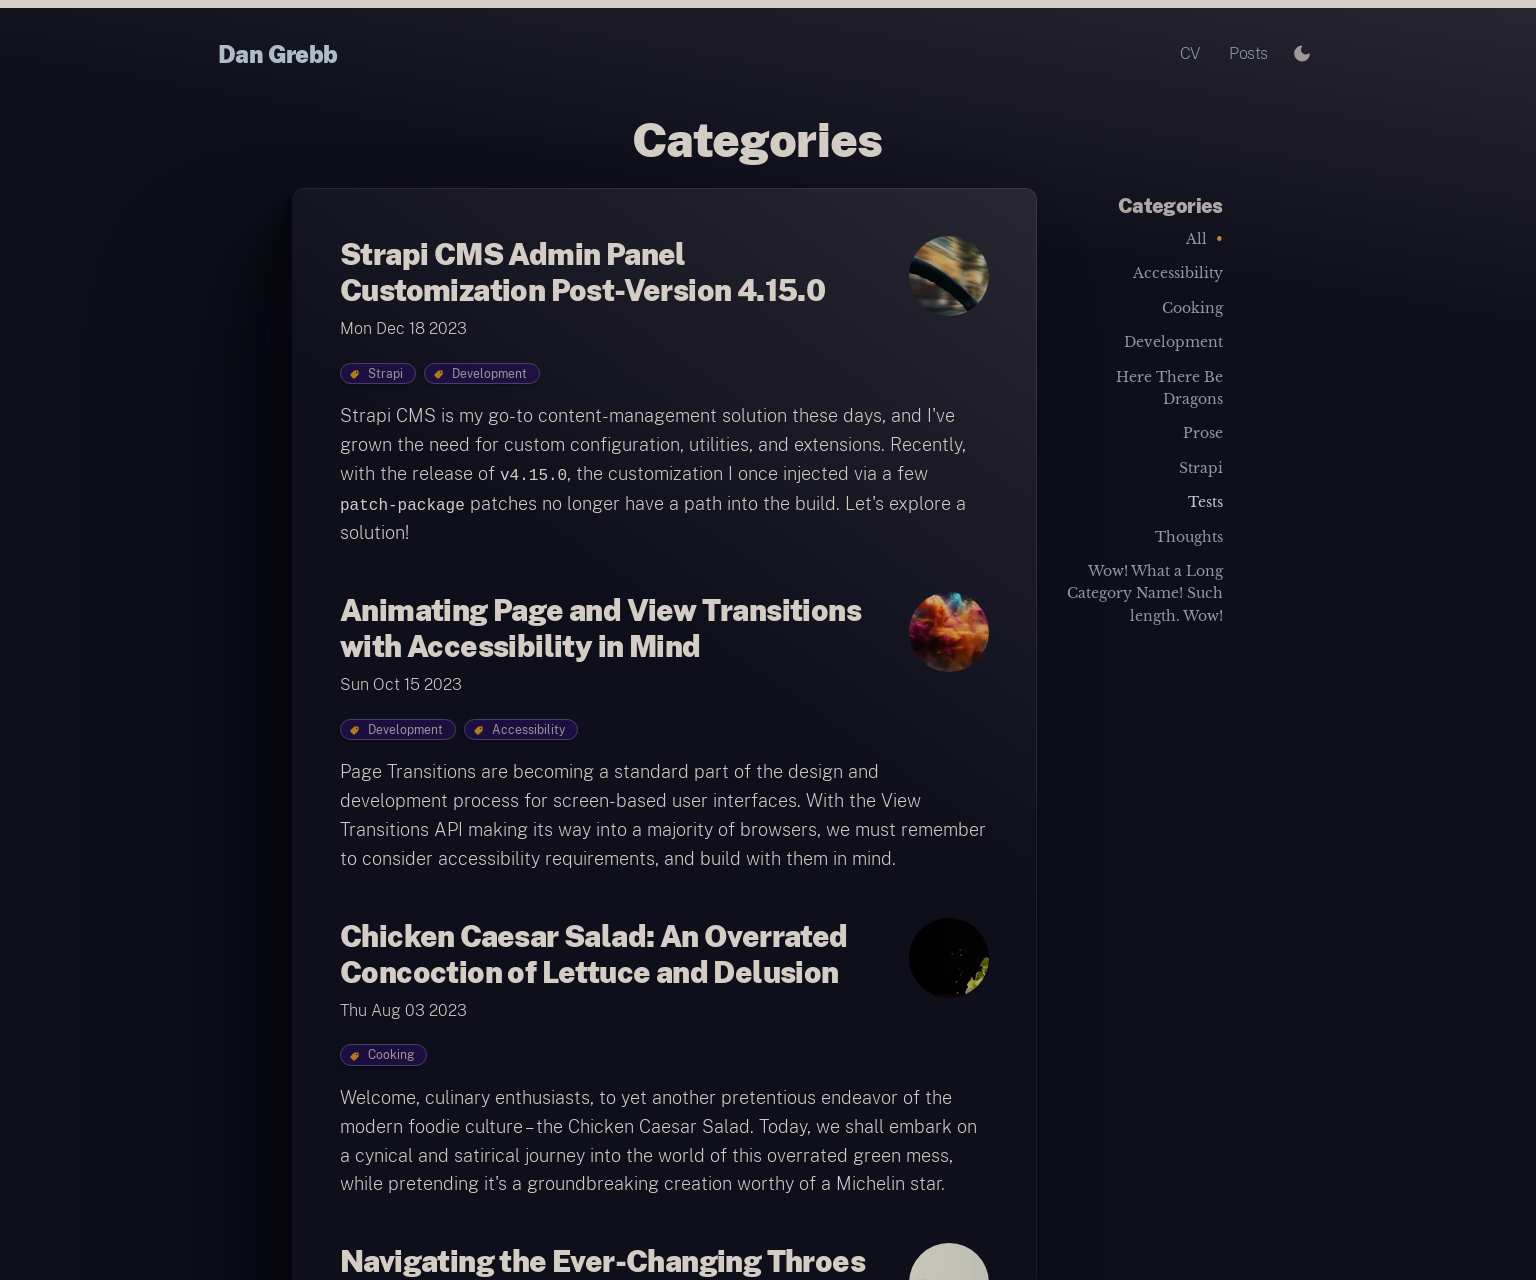 Dan Grebb
CV
Posts
Categories
Strapi CMS Admin Panel
Customization Post-Version 4.15.0
Mon Dec 18 2023
Strapi
Development
Strapi CMS is my go-to content-management solution these days, and I've
grown the need for custom configuration, utilities, and extensions. Recently,
with the release of v4.15.0, the customization I once injected via a few
patch-package patches no longer have a path into the build. Let's explore a
solution!
Animating Page and View Transitions
with Accessibility in Mind
Sun Oct 15 2023
Development
Accessibility
Page Transitions are becoming a standard part of the design and
development process for screen-based user interfaces. With the View
Transitions API making its way into a majority of browsers, we must remember
to consider accessibility requirements, and build with them in mind.
Chicken Caesar Salad: An Overrated
Concoction of Lettuce and Delusion
Thu Aug 03 2023
Cooking
Welcome, culinary enthusiasts, to yet another pretentious endeavor of the
modern foodie culture – the Chicken Caesar Salad. Today, we shall embark on
a cynical and satirical journey into the world of this overrated green mess,
while pretending it's a groundbreaking creation worthy of a Michelin star.
Navigating the Ever-Changing Throes
Categories
All •
Accessibility
Cooking
Development
Here There Be
Dragons
Prose
Strapi
Tests
Thoughts
Wow! What a Long
Category Name! Such
length. Wow!